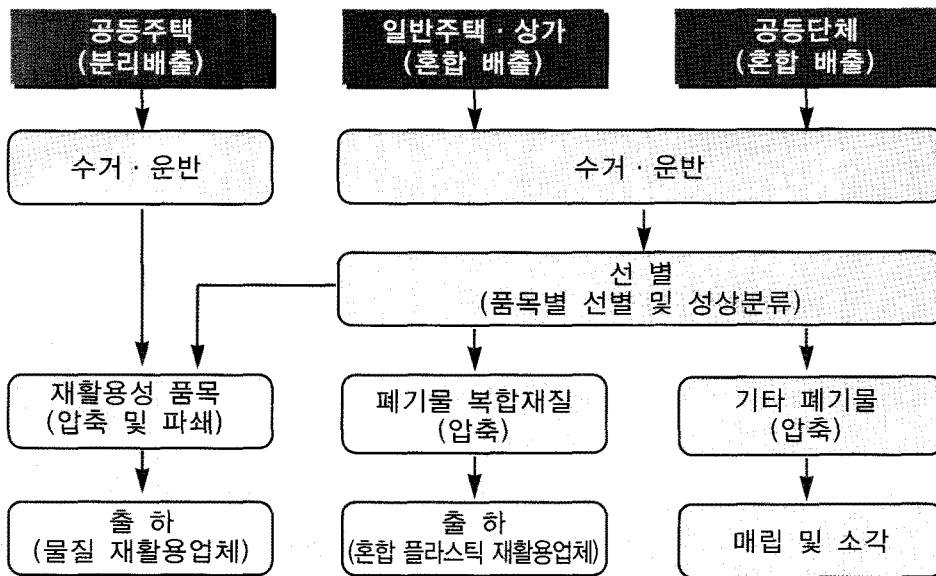 공동주택
(분리배출)
일반주택 · 상가
(혼합 배출)
공동단체
(혼합 배출)
수거 · 운반
수거 · 운반
선 별
(품목별 선별 및 성상분류)
재활용성 품목
(압축 및 파쇄)
폐기물 복합재질
(압축)
기타 폐기물
(압축)
출 하
(물질 재활용업체)
출 하
(혼합 플라스틱 재활용업체)
매립 및 소각